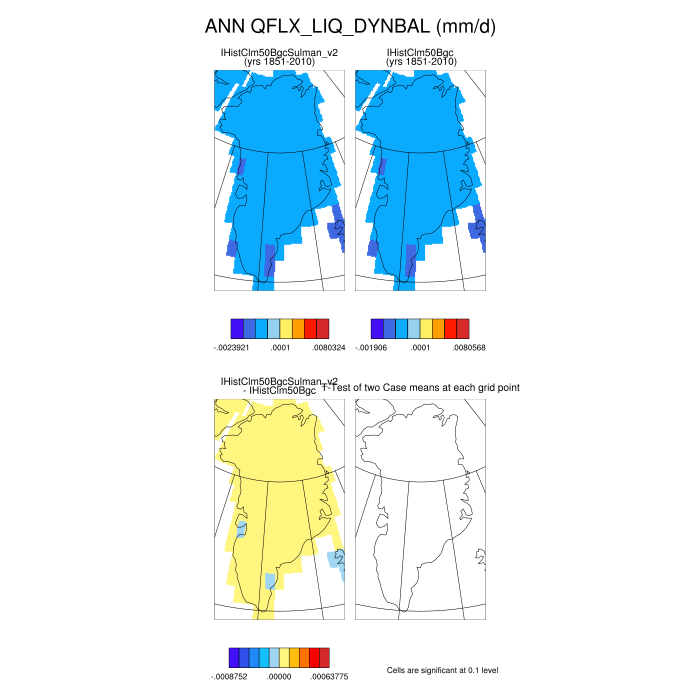 ANN QFLX_LIQ_DYNBAL (mm/d)
IHistClm50BgcSulman_v2
(yrs 1851-2010)
IHistClm50Bgc
(yrs 1851-2010)
-.0023921 .0001 .0080324
-.001906 .0001 .0080568
IHistClm50BgcSulman_v2
- IHistClm50Bgc
T-Test of two Case means at each grid point
-.0008752 .00000 .00063775
Cells are significant at 0.1 level